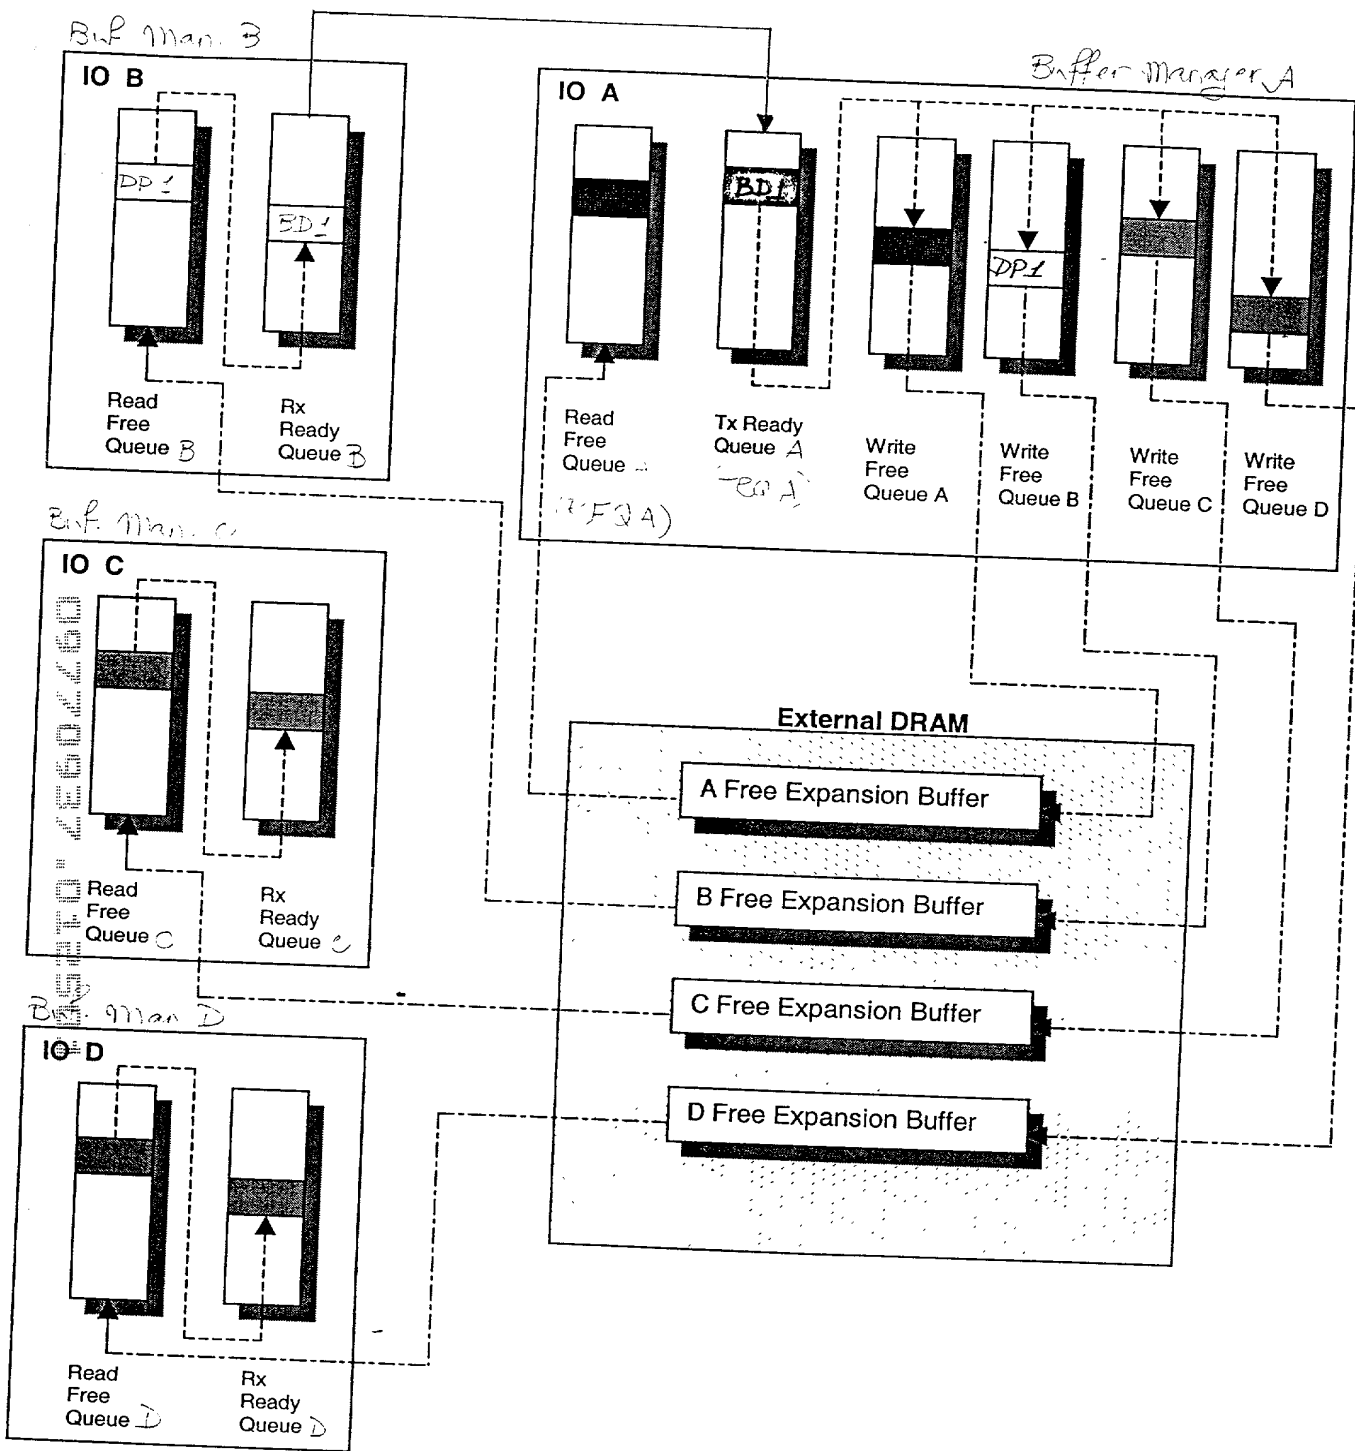 Buf. Man. B
IO B
DP1
BD1
Read
Free
Queue B
Rx
Ready
Queue B
Buffer Manager A
IO A
BD1
DP1
Read
Free
Queue
Tx Ready
Queue A
Write
Free
Queue A
Write
Free
Queue B
Write
Free
Queue C
Write
Free
Queue D
Buf. Man. C
IO C
Read
Free
Queue C
Rx
Ready
Queue C
Buf. Man D
IO D
Read
Free
Queue D
Rx
Ready
Queue D
External DRAM
A Free Expansion Buffer
B Free Expansion Buffer
C Free Expansion Buffer
D Free Expansion Buffer